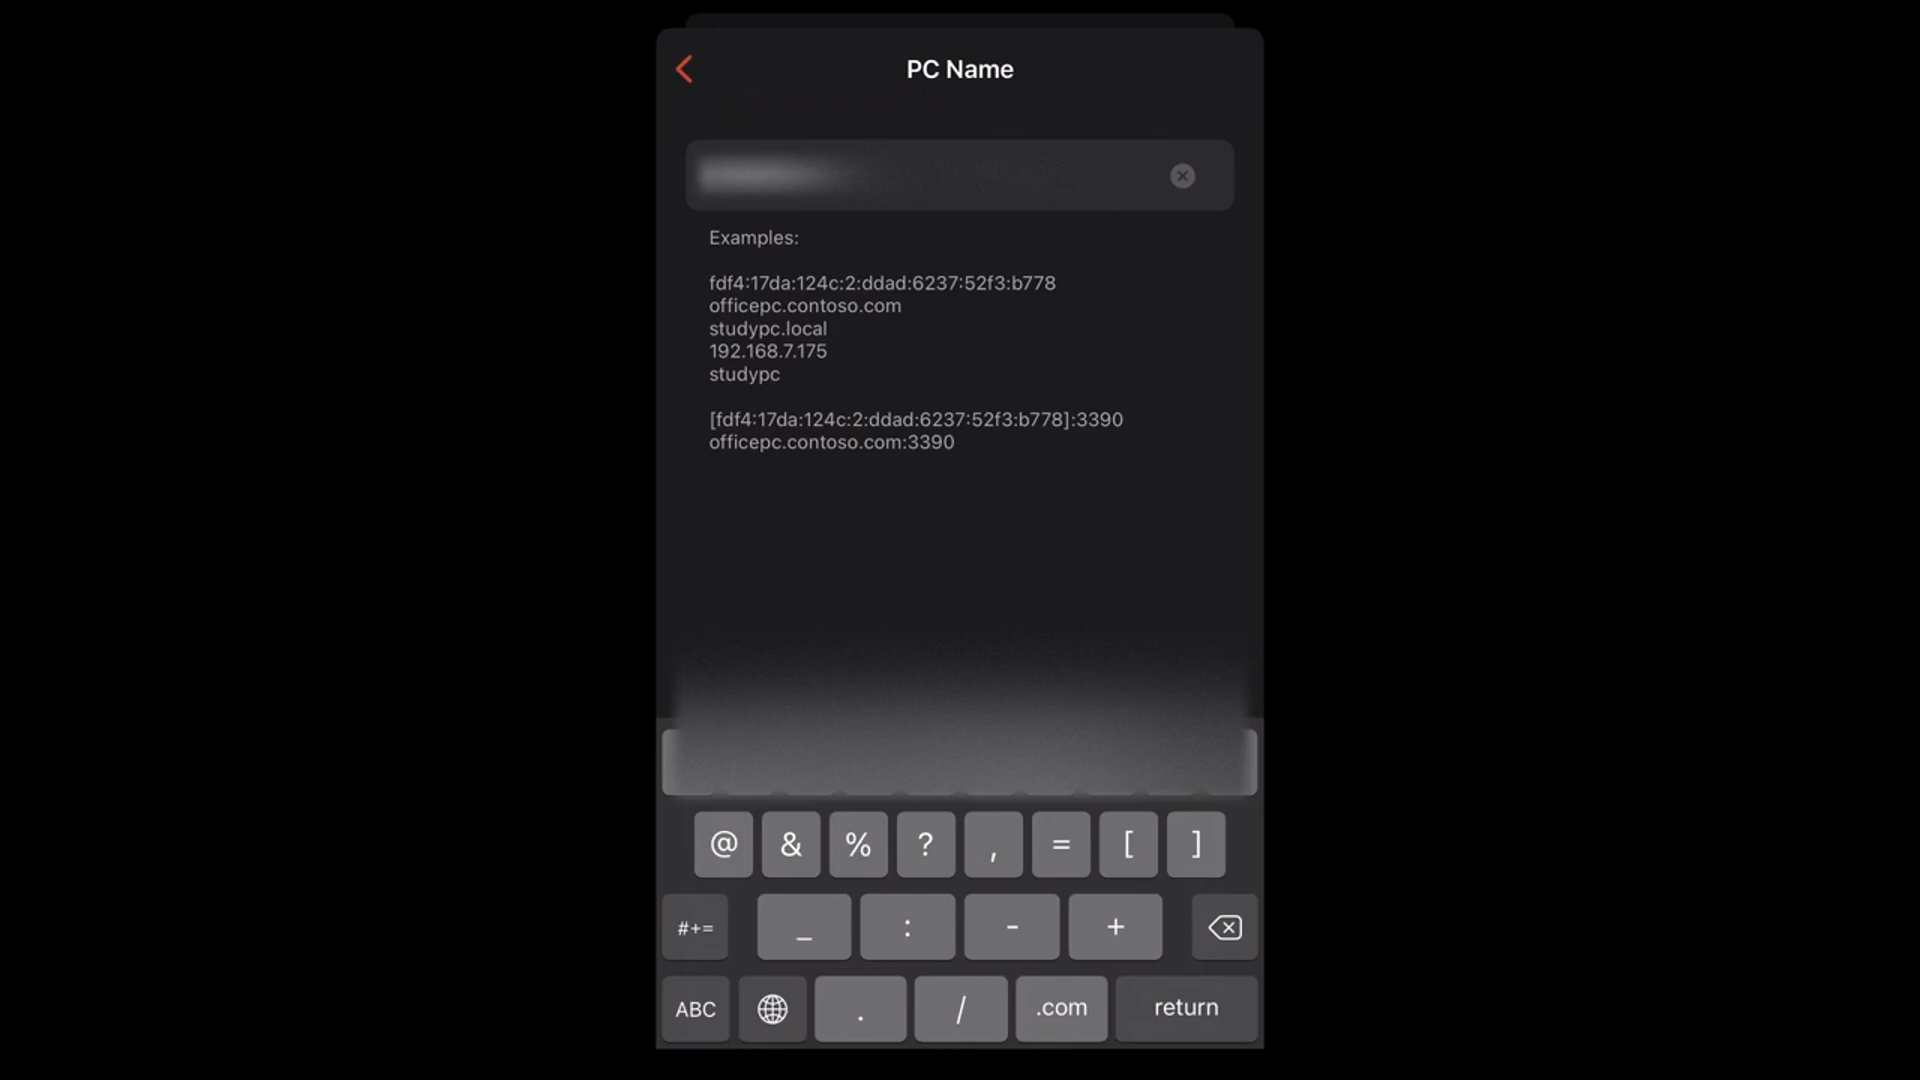 PC Name
Examples:
fdf4:17da:124c:2:ddad:6237:52f3:b778
officepc.contoso.com
studypc.local
192.168.7.175
studypc
[fdf4:17da:124c:2:ddad:6237:52f3:b778]:3390
officepc.contoso.com:3390
@ & % ? , = [ ]
#+= _ : - +
ABC . / .com return